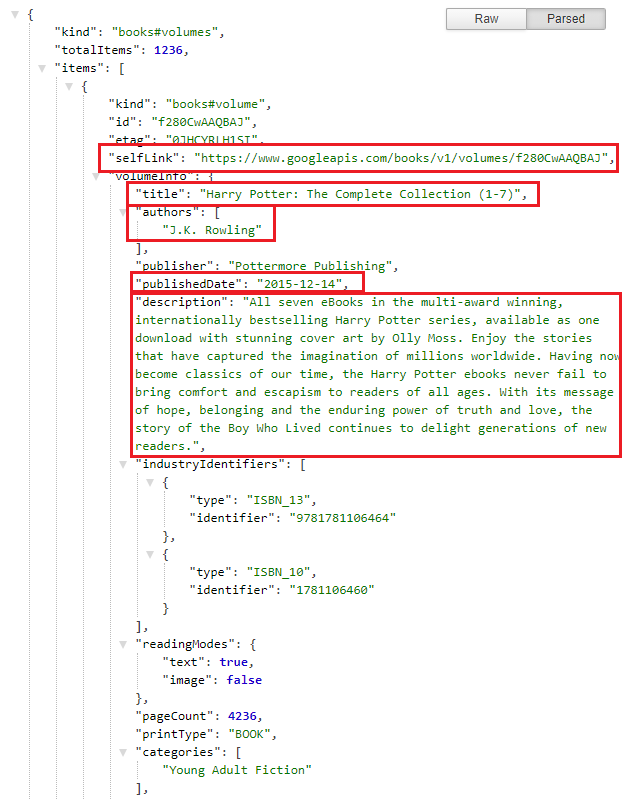 Raw Parsed
{
"kind": "books#volumes",
"totalItems": 1236,
"items": [
{
"kind": "books#volume",
"id": "f280CwAAQBAJ",
"etag": "0JHCYRLH1SI",
"selfLink": "https://www.googleapis.com/books/v1/volumes/f280CwAAQBAJ",
"volumeInfo": {
"title": "Harry Potter: The Complete Collection (1-7)",
"authors": [
"J.K. Rowling"
],
"publisher": "Pottermore Publishing",
"publishedDate": "2015-12-14",
"description": "All seven eBooks in the multi-award winning,
internationally bestselling Harry Potter series, available as one
download with stunning cover art by Olly Moss. Enjoy the stories
that have captured the imagination of millions worldwide. Having now
become classics of our time, the Harry Potter ebooks never fail to
bring comfort and escapism to readers of all ages. With its message
of hope, belonging and the enduring power of truth and love, the
story of the Boy Who Lived continues to delight generations of new
readers.",
"industryIdentifiers": [
{
"type": "ISBN_13",
"identifier": "9781781106464"
},
{
"type": "ISBN_10",
"identifier": "1781106460"
}
],
"readingModes": {
"text": true,
"image": false
},
"pageCount": 4236,
"printType": "BOOK",
"categories": [
"Young Adult Fiction"
],